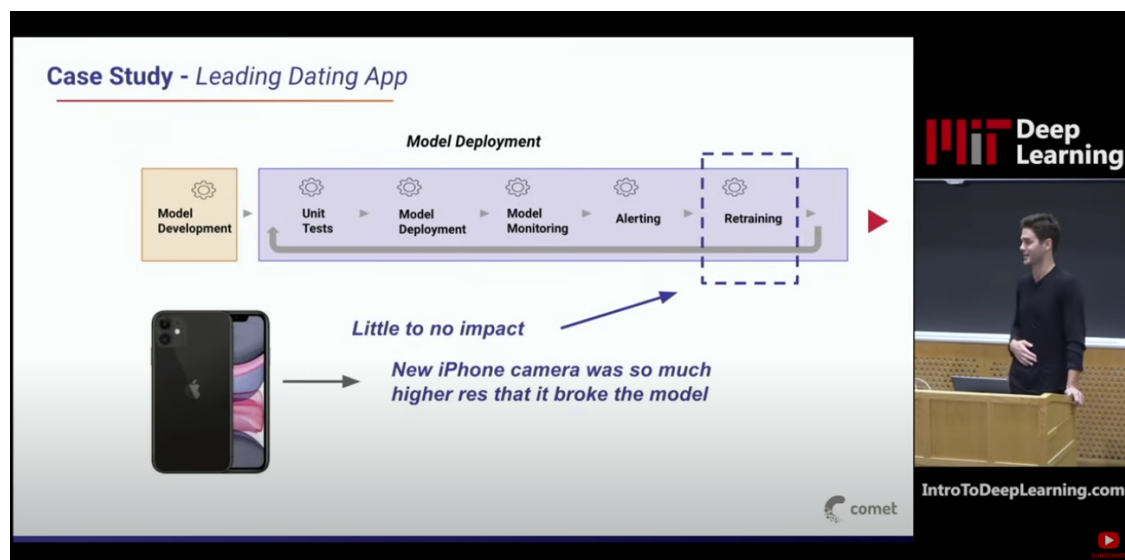 Case Study - Leading Dating App
Model Deployment
Model
Development
Unit
Tests
Model
Deployment
Model
Monitoring
Alerting
Retraining
Little to no impact
New iPhone camera was so much
higher res that it broke the model
comet
MIT Deep
Learning
IntroToDeepLearning.com
SUBSCRIBE